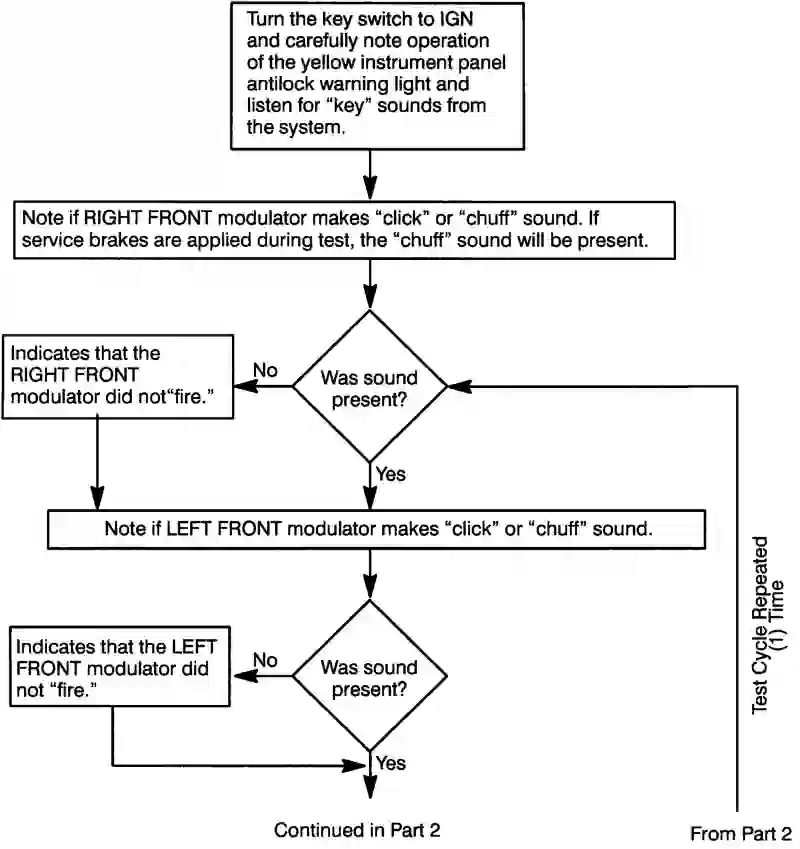 Turn the key switch to IGN
and carefully note operation
of the yellow instrument panel
antilock warning light and
listen for “key” sounds from
the system.
Note if RIGHT FRONT modulator makes “click” or “chuff” sound. If
service brakes are applied during test, the “chuff” sound will be present.
Indicates that the
RIGHT FRONT
modulator did not“fire.”
No
Was sound
present?
Yes
Note if LEFT FRONT modulator makes “click” or “chuff” sound.
Indicates that the LEFT
FRONT modulator did
not “fire.”
No
Was sound
present?
Yes
Test Cycle Repeated
(1) Time
Continued in Part 2
From Part 2